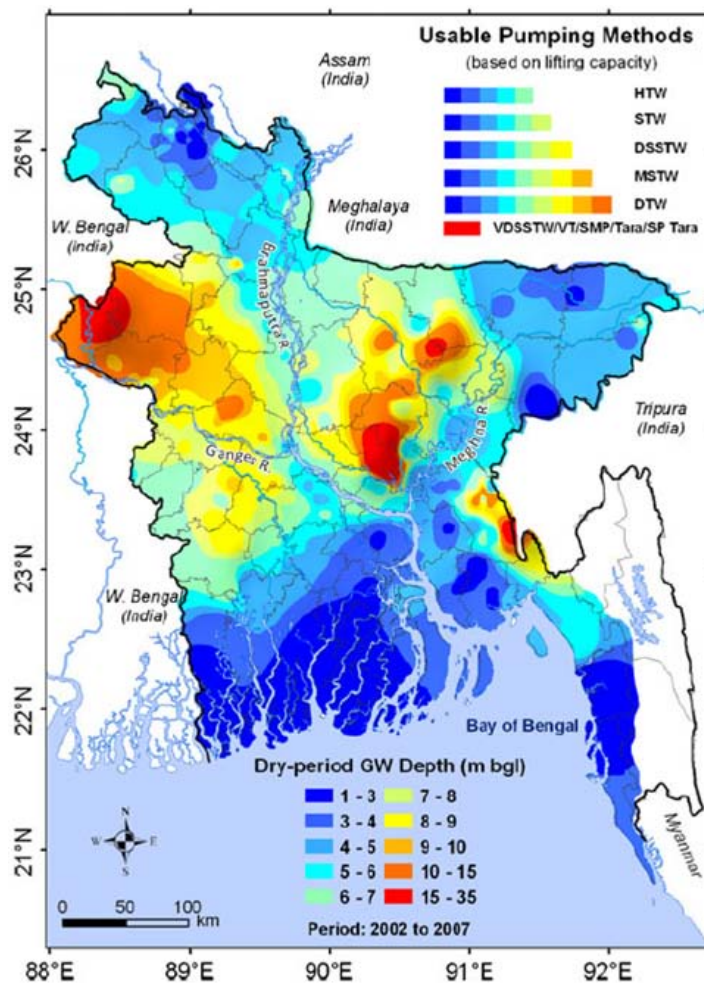 Usable Pumping Methods
(based on lifting capacity)
HTW
STW
DSSTW
MSTW
DTW
VDSSTW/VT/SMP/Tara/SP Tara
Assam
(India)
Meghalaya
(India)
W. Bengal
(India)
Brahmaputra R.
Tripura
(India)
Meghna R.
Ganges R.
W. Bengal
(India)
Bay of Bengal
Myanmar
Dry-period GW Depth (m bgl)
1 - 3
3 - 4
4 - 5
5 - 6
6 - 7
7 - 8
8 - 9
9 - 10
10 - 15
15 - 35
Period: 2002 to 2007
N
W E
S
0 50 100
km
26°N
25°N
24°N
23°N
22°N
21°N
88°E 89°E 90°E 91°E 92°E